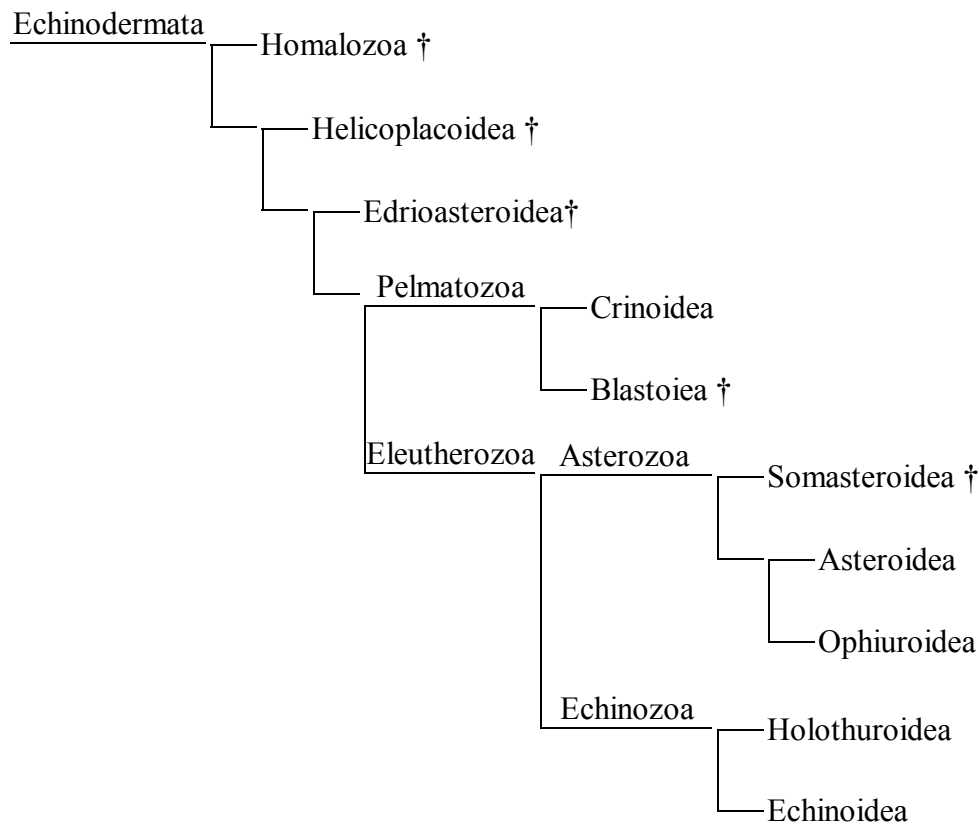 Echinodermata
Homalozoa †
Helicoplacoidea †
Edrioasteroidea†
Pelmatozoa
Crinoidea
Blastoiea †
Eleutherozoa
Asterozoa
Somasteroidea †
Asteroidea
Ophiuroidea
Echinozoa
Holothuroidea
Echinoidea